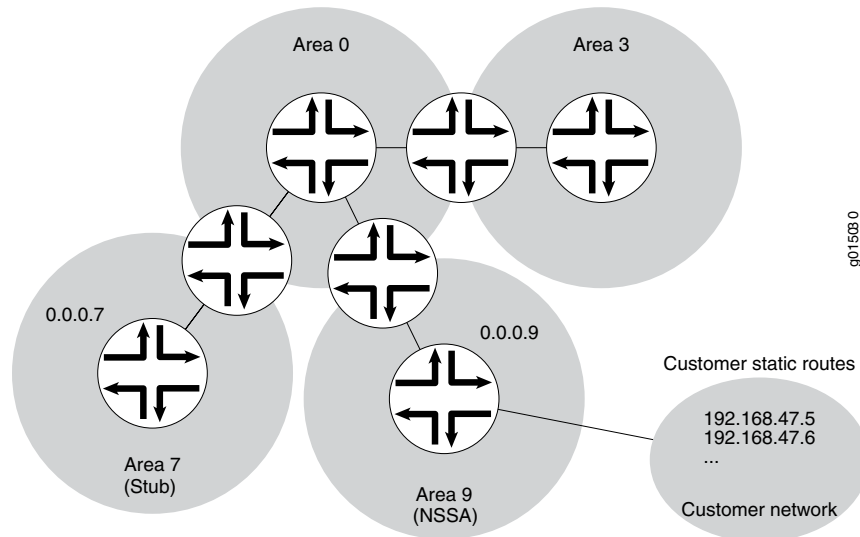 Area 0
Area 3
g015030
0.0.0.7
0.0.0.9
Customer static routes
192.168.47.5
192.168.47.6
...
Area 7
(Stub)
Area 9
(NSSA)
Customer network